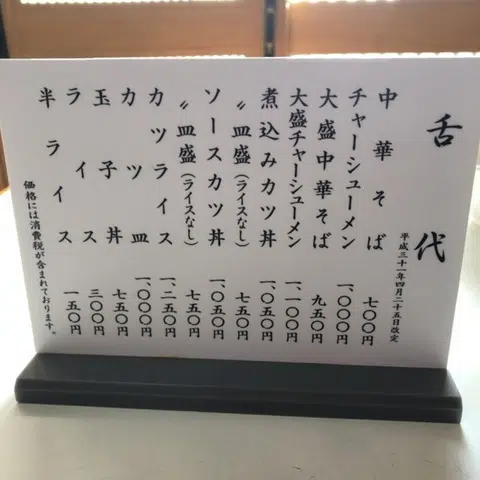 舌代
平成三十一年四月二十五日改定
中華そば 七〇〇円
チャーシューメン 一、〇〇〇円
大盛中華そば 九五〇円
大盛チャーシューメン 一、一〇〇円
煮込みカツ丼 一、〇五〇円
〃皿盛(ライスなし) 七五〇円
ソースカツ丼 一、〇五〇円
〃皿盛(ライスなし) 七五〇円
カツライス 一、二五〇円
カツ皿 一、〇〇〇円
玉子丼 七五〇円
ライス 三〇〇円
半ライス 一五〇円
価格には消費税が含まれております。